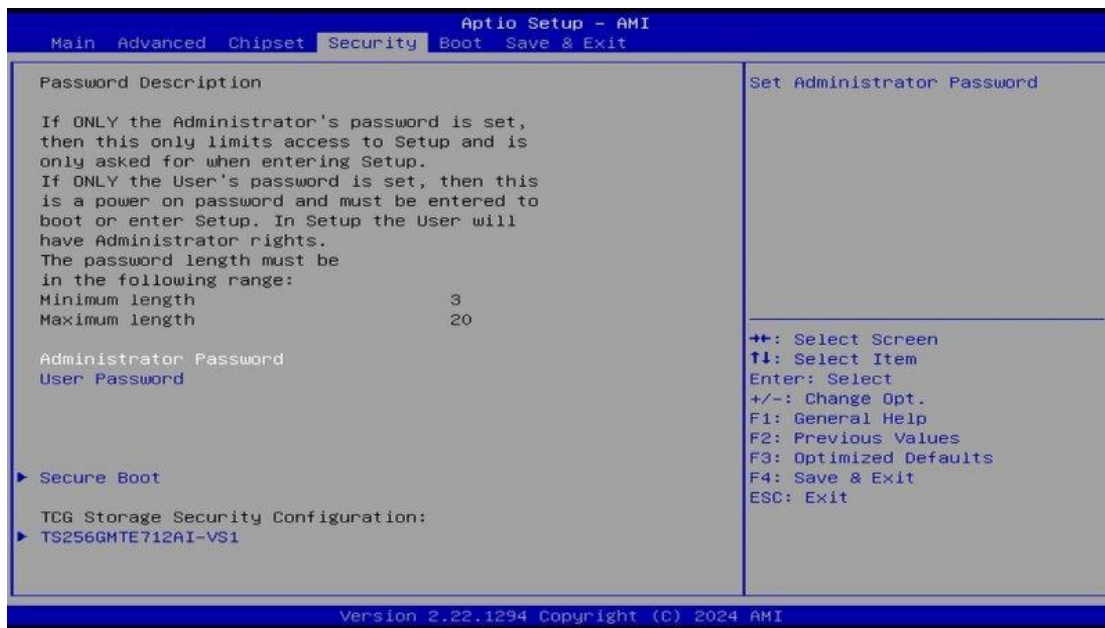 Aptio Setup – AMI
Main Advanced Chipset Security Boot Save & Exit
Password Description
If ONLY the Administrator's password is set,
then this only limits access to Setup and is
only asked for when entering Setup.
If ONLY the User's password is set, then this
is a power on password and must be entered to
boot or enter Setup. In Setup the User will
have Administrator rights.
The password length must be
in the following range:
Minimum length 3
Maximum length 20
Administrator Password
User Password
► Secure Boot
TCG Storage Security Configuration:
► TS256GMTE712AI-VS1
Set Administrator Password
→←: Select Screen
↑↓: Select Item
Enter: Select
+/-: Change Opt.
F1: General Help
F2: Previous Values
F3: Optimized Defaults
F4: Save & Exit
ESC: Exit
Version 2.22.1294 Copyright (C) 2024 AMI